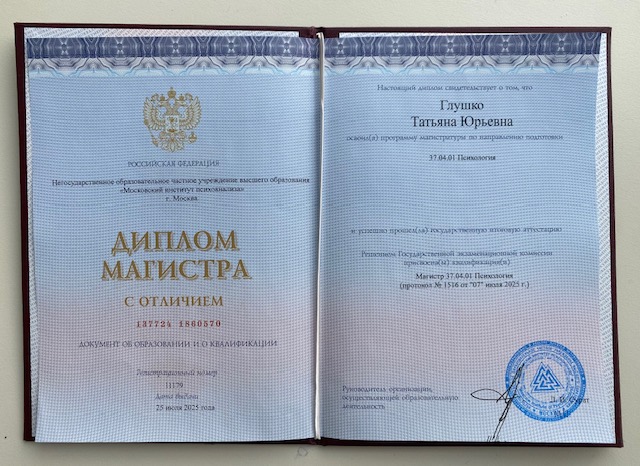 РОССИЙСКАЯ ФЕДЕРАЦИЯ
Негосударственное образовательное частное учреждение высшего образования
«Московский институт психоанализа»
г. Москва
ДИПЛОМ
МАГИСТРА
С ОТЛИЧИЕМ
137724 1860570
ДОКУМЕНТ ОБ ОБРАЗОВАНИИ И О КВАЛИФИКАЦИИ
Регистрационный номер
11179
Дата выдачи
25 июля 2025 года
Настоящий диплом свидетельствует о том, что
Глушко
Татьяна Юрьевна
освоил(а) программу магистратуры по направлению подготовки
37.04.01 Психология
и успешно прошел(ла) государственную итоговую аттестацию
Решением Государственной экзаменационной комиссии
присвоена(ы) квалификация(и)
Магистр 37.04.01 Психология
(протокол № 1516 от "07" июля 2025 г.)
Руководитель организации,
осуществляющей образовательную
деятельность
Л. И. Сурат
М.П.